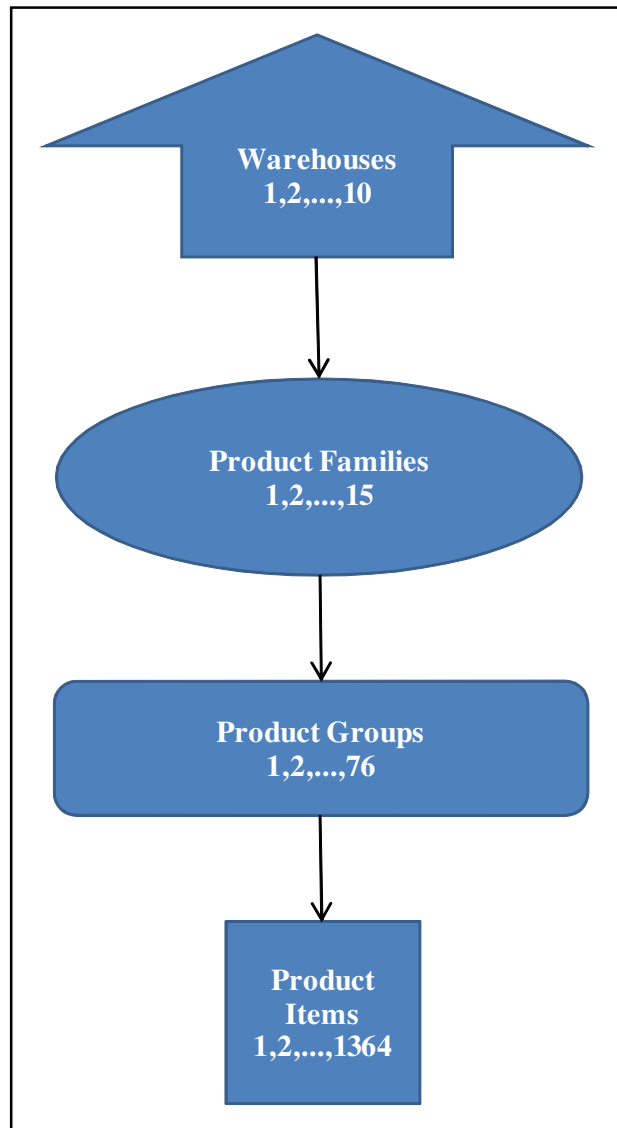 Warehouses
1,2,...,10
Product Families
1,2,...,15
Product Groups
1,2,...,76
Product
Items
1,2,...,1364